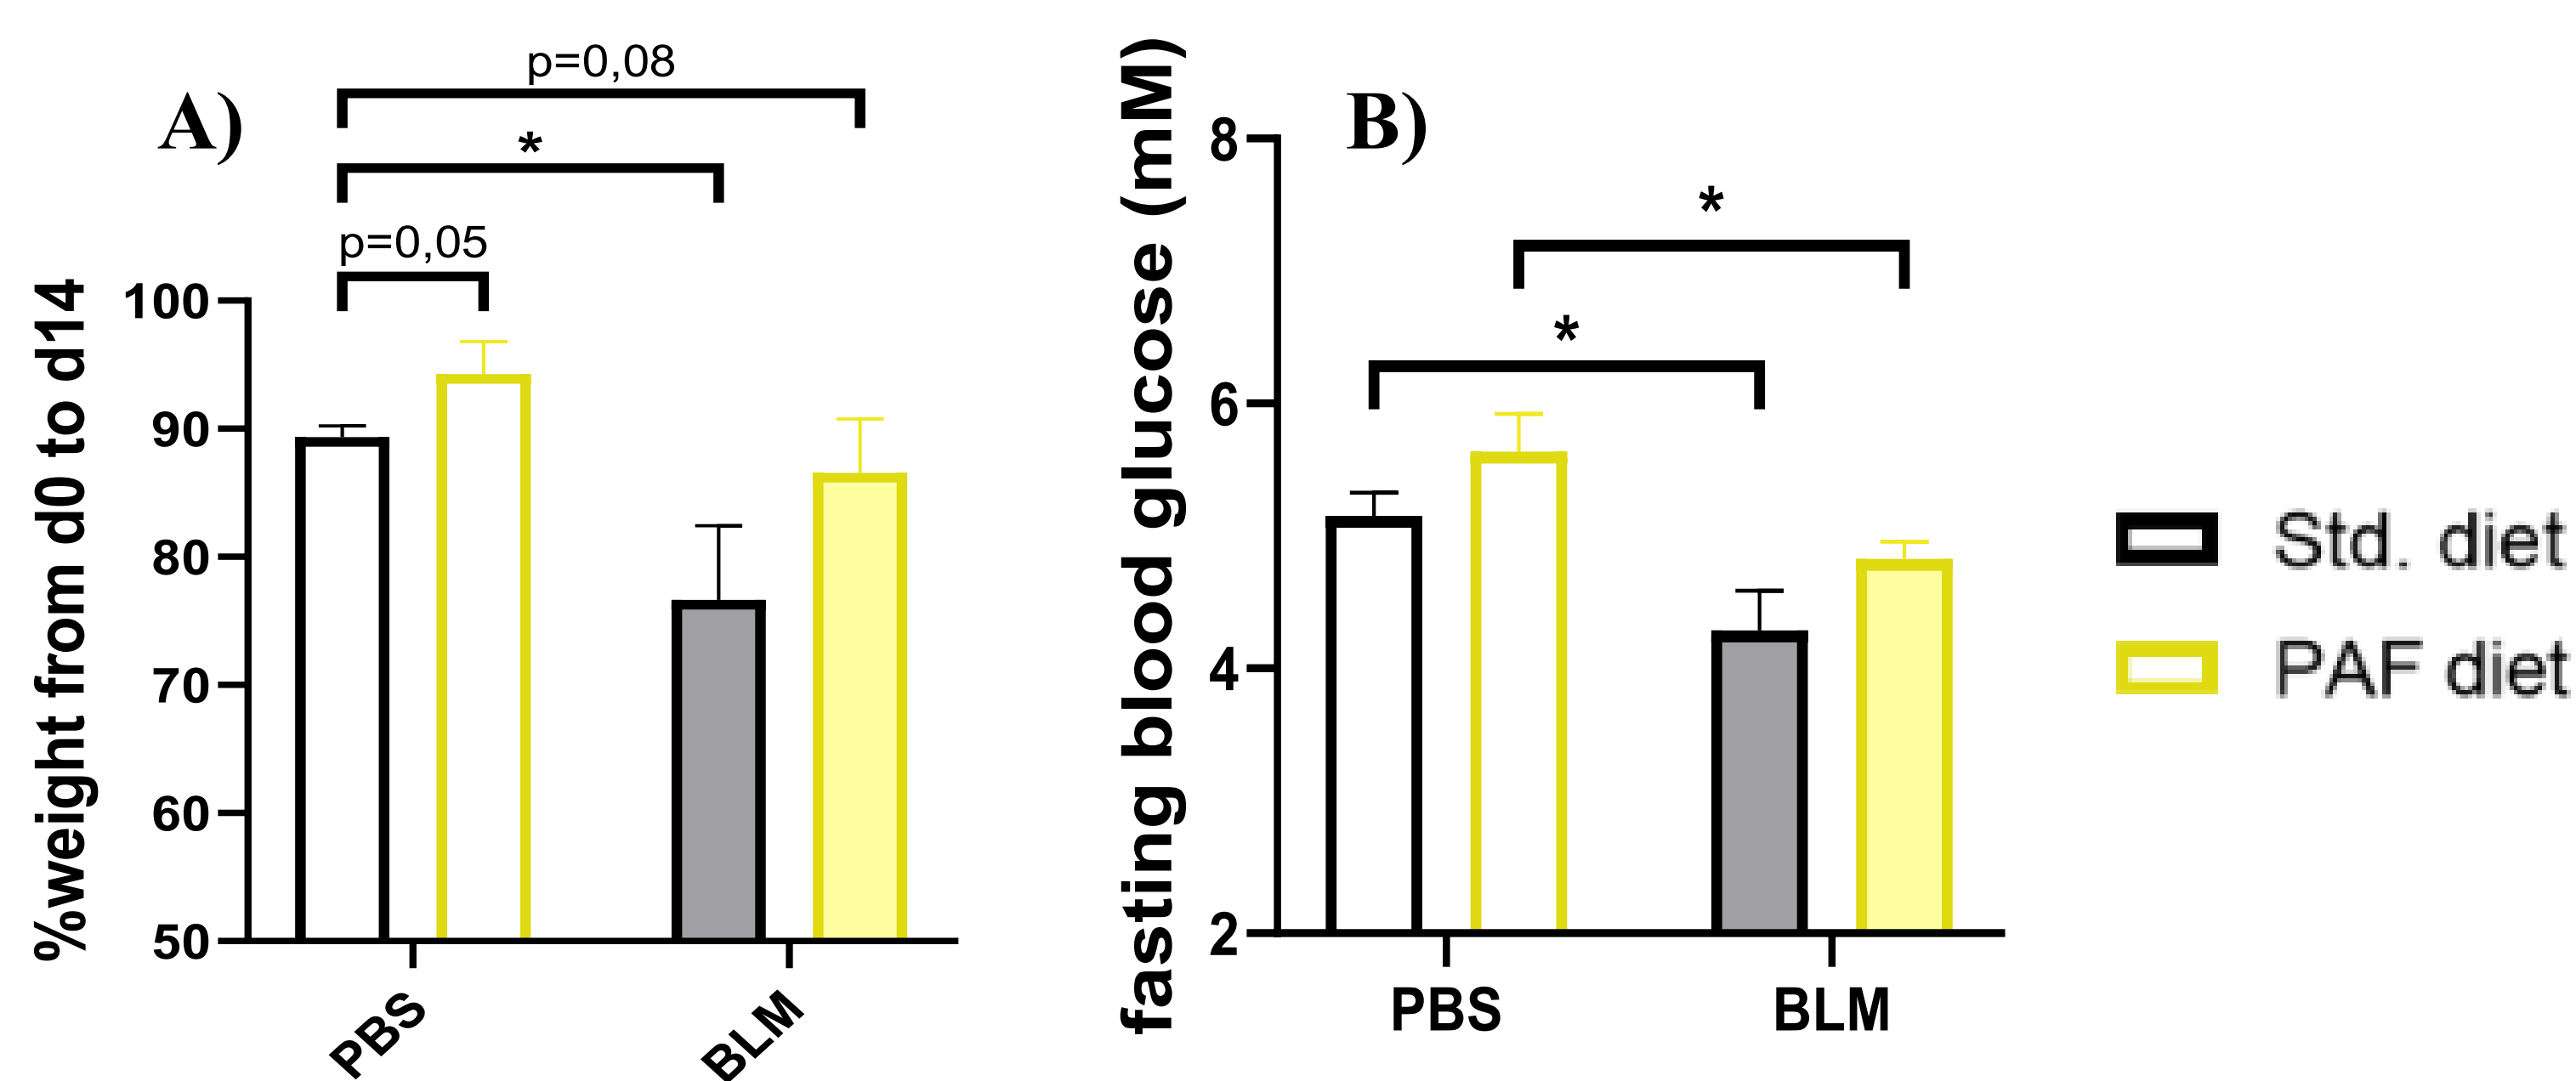 A)
p=0,08
*
p=0,05
%weight from d0 to d14
100
90
80
70
60
50
PBS
BLM
B)
fasting blood glucose (mM)
8
6
4
2
*
*
PBS
BLM
Std. diet
PAF diet